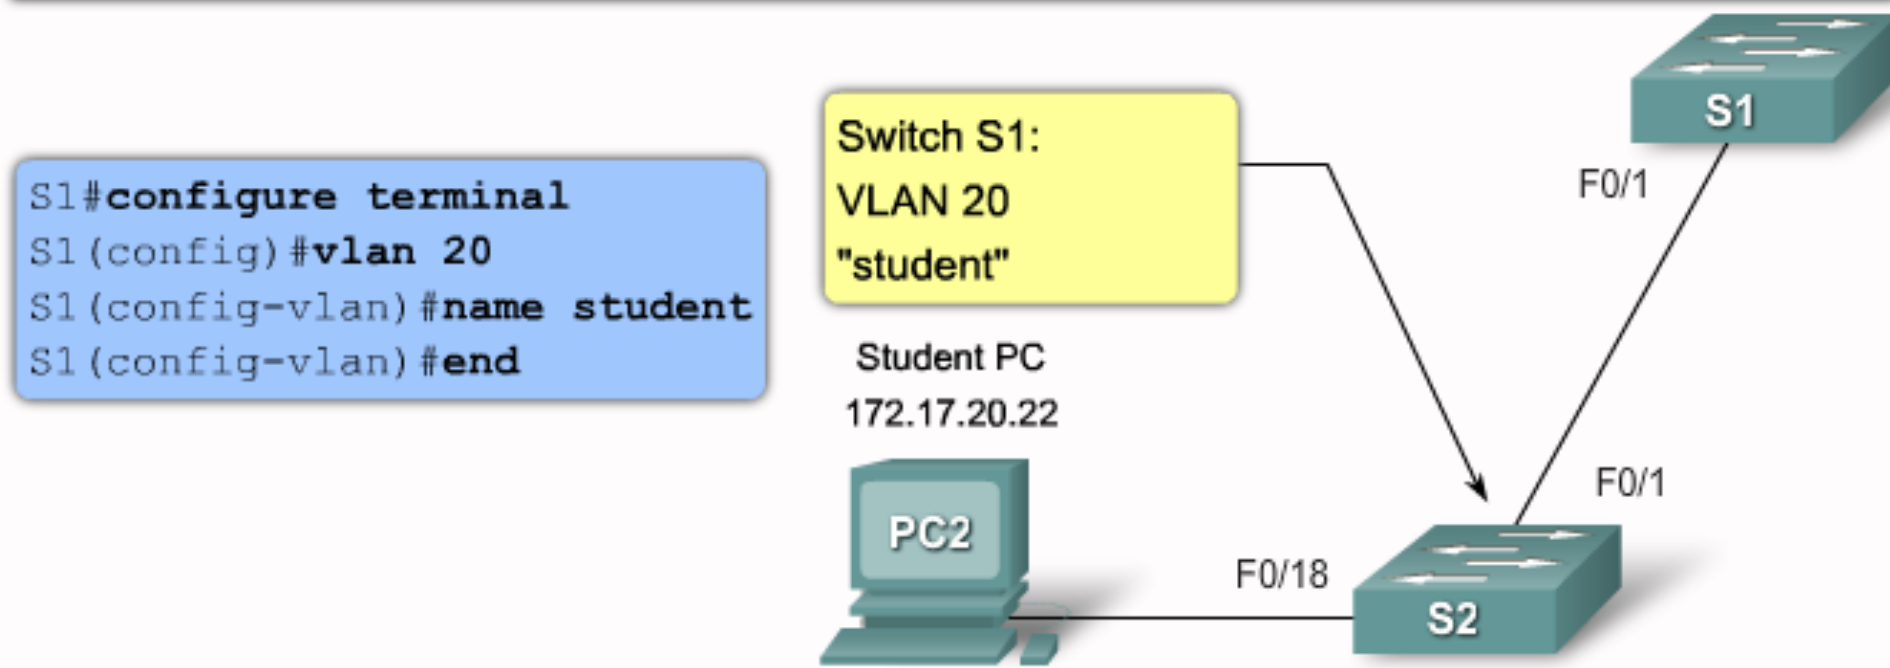 S1#configure terminal
S1(config)#vlan 20
S1(config-vlan)#name student
S1(config-vlan)#end
Switch S1:
VLAN 20
"student"
Student PC
172.17.20.22
PC2
S1
F0/1
F0/1
F0/18
S2